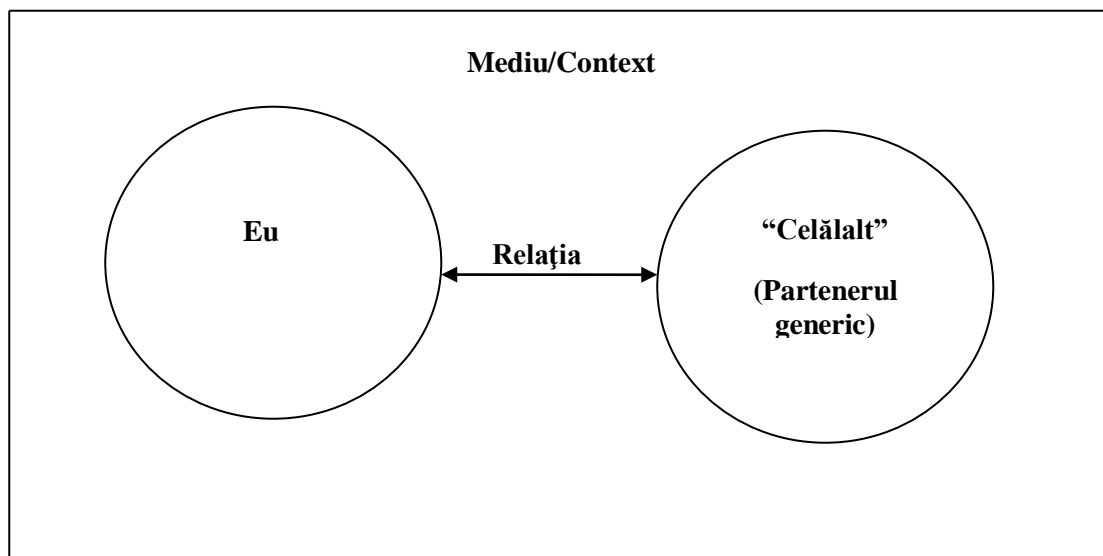 Mediu/Context
Eu
Relaţia
“Celălalt”
(Partenerul
generic)